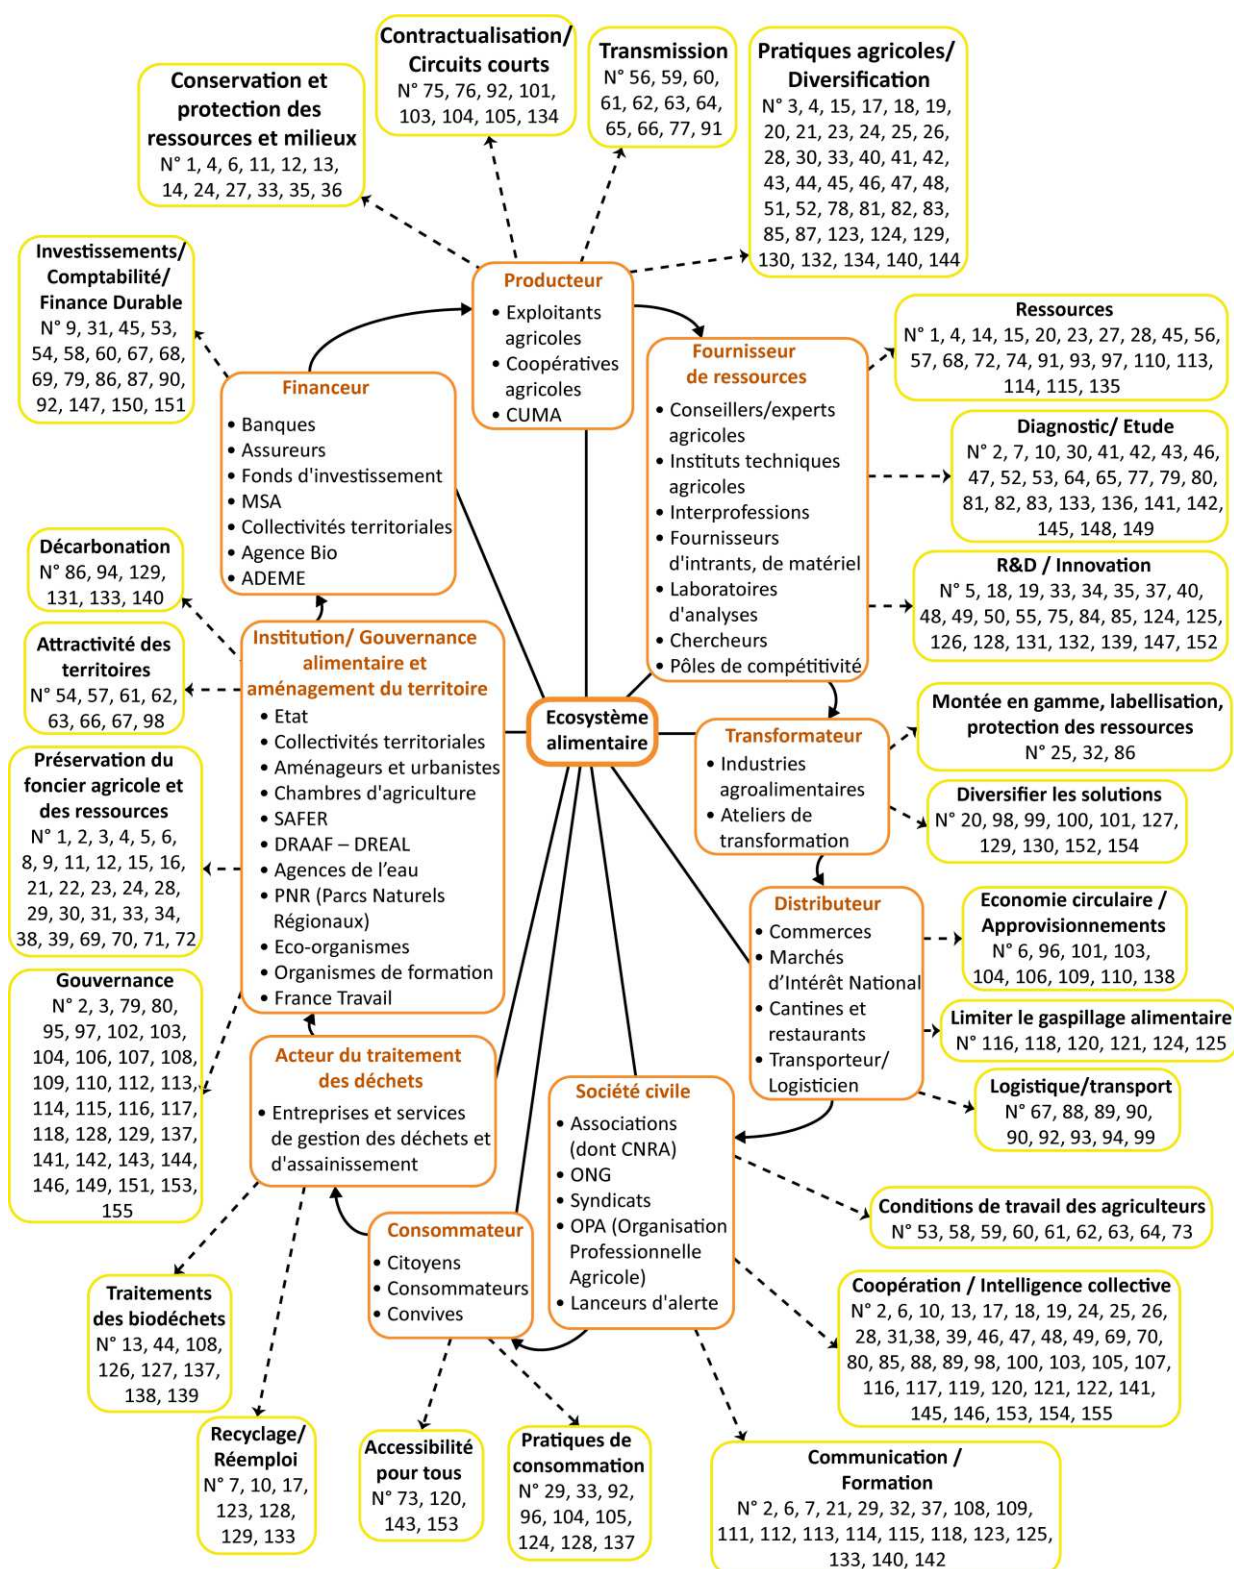 Contractualisation/
Circuits courts
N° 75, 76, 92, 101,
103, 104, 105, 134
Transmission
N° 56, 59, 60,
61, 62, 63, 64,
65, 66, 77, 91
Pratiques agricoles/
Diversification
N° 3, 4, 15, 17, 18, 19,
20, 21, 23, 24, 25, 26,
28, 30, 33, 40, 41, 42,
43, 44, 45, 46, 47, 48,
51, 52, 78, 81, 82, 83,
85, 87, 123, 124, 129,
130, 132, 134, 140, 144
Conservation et
protection des
ressources et milieux
N° 1, 4, 6, 11, 12, 13,
14, 24, 27, 33, 35, 36
Investissements/
Comptabilité/
Finance Durable
N° 9, 31, 45, 53,
54, 58, 60, 67, 68,
69, 79, 86, 87, 90,
92, 147, 150, 151
Producteur
• Exploitants
agricoles
• Coopératives
agricoles
• CUMA
Fournisseur
de ressources
• Conseillers/experts
agricoles
• Instituts techniques
agricoles
• Interprofessions
• Fournisseurs
d'intrants, de matériel
• Laboratoires
d'analyses
• Chercheurs
• Pôles de compétitivité
Ressources
N° 1, 4, 14, 15, 20, 23, 27, 28, 45, 56,
57, 68, 72, 74, 91, 93, 97, 110, 113,
114, 115, 135
Diagnostic/ Etude
N° 2, 7, 10, 30, 41, 42, 43, 46,
47, 52, 53, 64, 65, 77, 79, 80,
81, 82, 83, 133, 136, 141, 142,
145, 148, 149
R&D / Innovation
N° 5, 18, 19, 33, 34, 35, 37, 40,
48, 49, 50, 55, 75, 84, 85, 124, 125,
126, 128, 131, 132, 139, 147, 152
Financeur
• Banques
• Assureurs
• Fonds d'investissement
• MSA
• Collectivités territoriales
• Agence Bio
• ADEME
Décarbonation
N° 86, 94, 129,
131, 133, 140
Attractivité des
territoires
N° 54, 57, 61, 62,
63, 66, 67, 98
Préservation du
foncier agricole et
des ressources
N° 1, 2, 3, 4, 5, 6,
8, 9, 11, 12, 15, 16,
21, 22, 23, 24, 28,
29, 30, 31, 33, 34,
38, 39, 69, 70, 71, 72
Gouvernance
N° 2, 3, 79, 80,
95, 97, 102, 103,
104, 106, 107, 108,
109, 110, 112, 113,
114, 115, 116, 117,
118, 128, 129, 137,
141, 142, 143, 144,
146, 149, 151, 153,
155
Institution/ Gouvernance
alimentaire et
aménagement du territoire
• Etat
• Collectivités territoriales
• Aménageurs et urbanistes
• Chambres d'agriculture
• SAFER
• DRAAF – DREAL
• Agences de l’eau
• PNR (Parcs Naturels
Régionaux)
• Eco-organismes
• Organismes de formation
• France Travail
Ecosystème
alimentaire
Transformateur
• Industries
agroalimentaires
• Ateliers de
transformation
Montée en gamme, labellisation,
protection des ressources
N° 25, 32, 86
Diversifier les solutions
N° 20, 98, 99, 100, 101, 127,
129, 130, 152, 154
Distributeur
• Commerces
• Marchés
d’Intérêt National
• Cantines et
restaurants
• Transporteur/
Logisticien
Economie circulaire /
Approvisionnements
N° 6, 96, 101, 103,
104, 106, 109, 110, 138
Limiter le gaspillage alimentaire
N° 116, 118, 120, 121, 124, 125
Logistique/transport
N° 67, 88, 89, 90,
90, 92, 93, 94, 99
Acteur du traitement
des déchets
• Entreprises et services
de gestion des déchets et
d'assainissement
Société civile
• Associations
(dont CNRA)
• ONG
• Syndicats
• OPA (Organisation
Professionnelle
Agricole)
• Lanceurs d'alerte
Consommateur
• Citoyens
• Consommateurs
• Convives
Conditions de travail des agriculteurs
N° 53, 58, 59, 60, 61, 62, 63, 64, 73
Coopération / Intelligence collective
N° 2, 6, 10, 13, 17, 18, 19, 24, 25, 26,
28, 31,38, 39, 46, 47, 48, 49, 69, 70,
80, 85, 88, 89, 98, 100, 103, 105, 107,
116, 117, 119, 120, 121, 122, 141,
145, 146, 153, 154, 155
Traitements
des biodéchets
N° 13, 44, 108,
126, 127, 137,
138, 139
Recyclage/
Réemploi
N° 7, 10, 17,
123, 128,
129, 133
Accessibilité
pour tous
N° 73, 120,
143, 153
Pratiques de
consommation
N° 29, 33, 92,
96, 104, 105,
124, 128, 137
Communication /
Formation
N° 2, 6, 7, 21, 29, 32, 37, 108, 109,
111, 112, 113, 114, 115, 118, 123, 125,
133, 140, 142